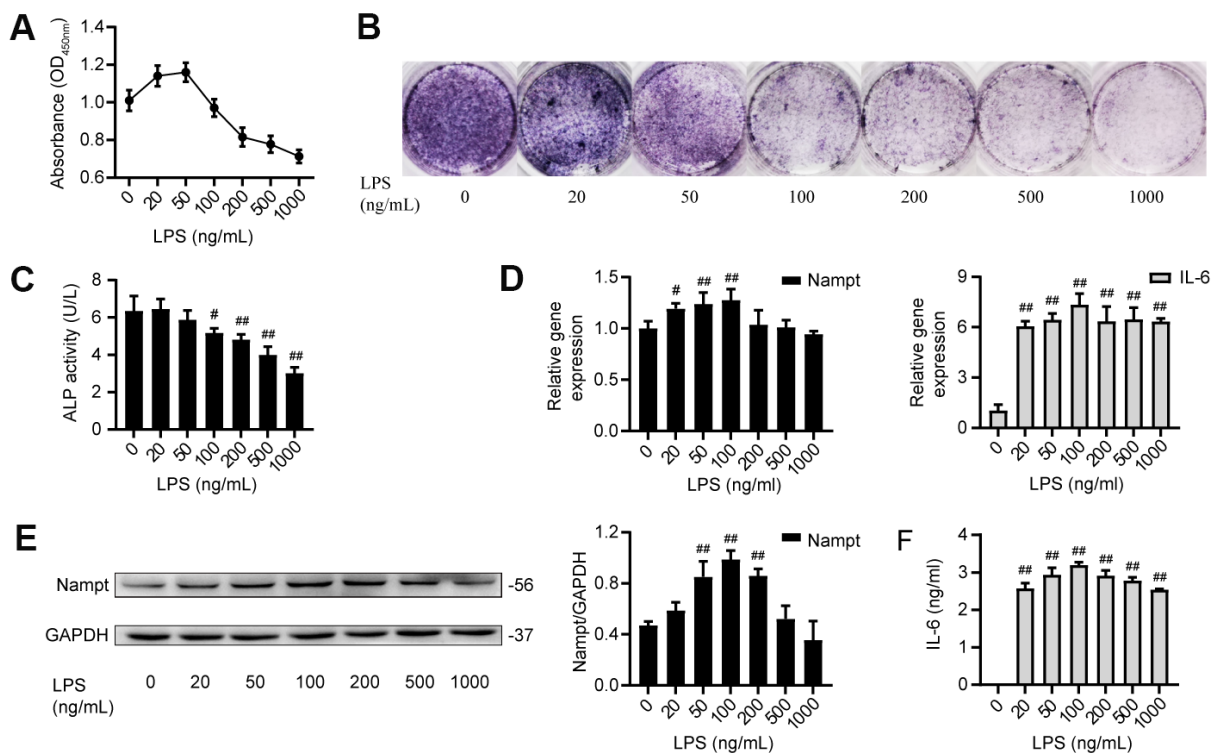 A
Absorbance (OD450nm)
1.4
1.2
1.0
0.8
0.6
0 20 50 100 200 500 1000
LPS (ng/mL)
B
LPS
(ng/mL) 0 20 50 100 200 500 1000
C
ALP activity (U/L)
8
6
4
2
0
# ## ## ##
0 20 50 100 200 500 1000
LPS (ng/mL)
D
Relative gene
expression
1.5
1.0
0.5
0.0
# ## ##
Nampt
0 20 50 100 200 500 1000
LPS (ng/ml)
Relative gene
expression
9
6
3
0
## ## ## ## ## ##
IL-6
0 20 50 100 200 500 1000
LPS (ng/ml)
E
Nampt -56
GAPDH -37
LPS 0 20 50 100 200 500 1000
(ng/mL)
Nampt/GAPDH
1.2
0.8
0.4
0.0
## ## ##
Nampt
0 20 50 100 200 500 1000
LPS (ng/mL)
F
IL-6 (ng/ml)
4
3
2
1
0
## ## ## ## ## ##
0 20 50 100 200 500 1000
LPS (ng/mL)